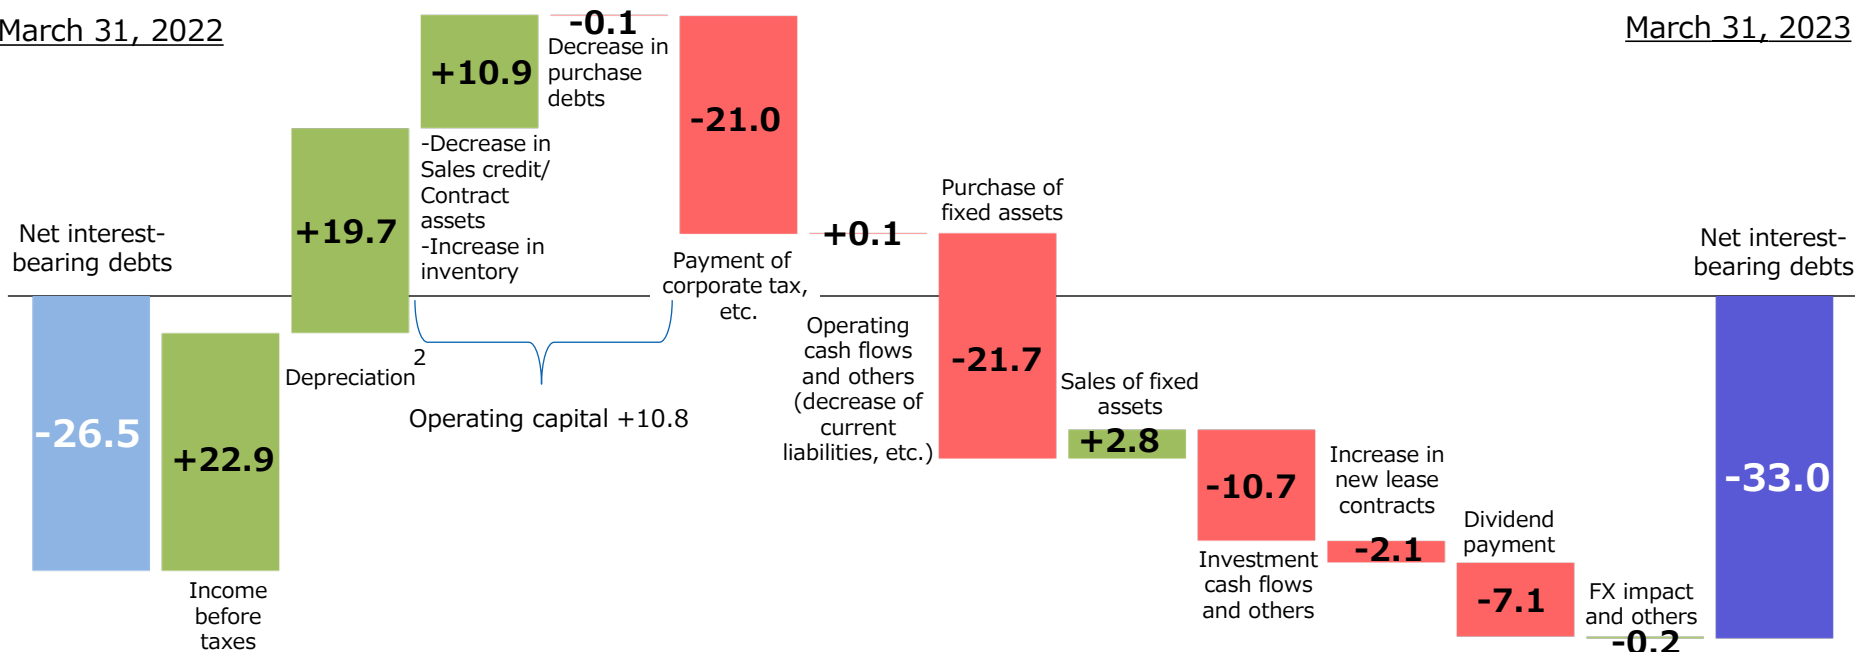 March 31, 2022
March 31, 2023
Net interest-
bearing debts
-26.5
+22.9
Income
before
taxes
+19.7
Depreciation
2
+10.9
-Decrease in
Sales credit/
Contract
assets
-Increase in
inventory
-0.1
Decrease in
purchase
debts
Operating capital +10.8
-21.0
Payment of
corporate tax,
etc.
+0.1
Operating
cash flows
and others
(decrease of
current
liabilities, etc.)
Purchase of
fixed assets
-21.7
Sales of fixed
assets
+2.8
-10.7
Investment
cash flows
and others
Increase in
new lease
contracts
-2.1
Dividend
payment
-7.1
FX impact
and others
-0.2
Net interest-
bearing debts
-33.0